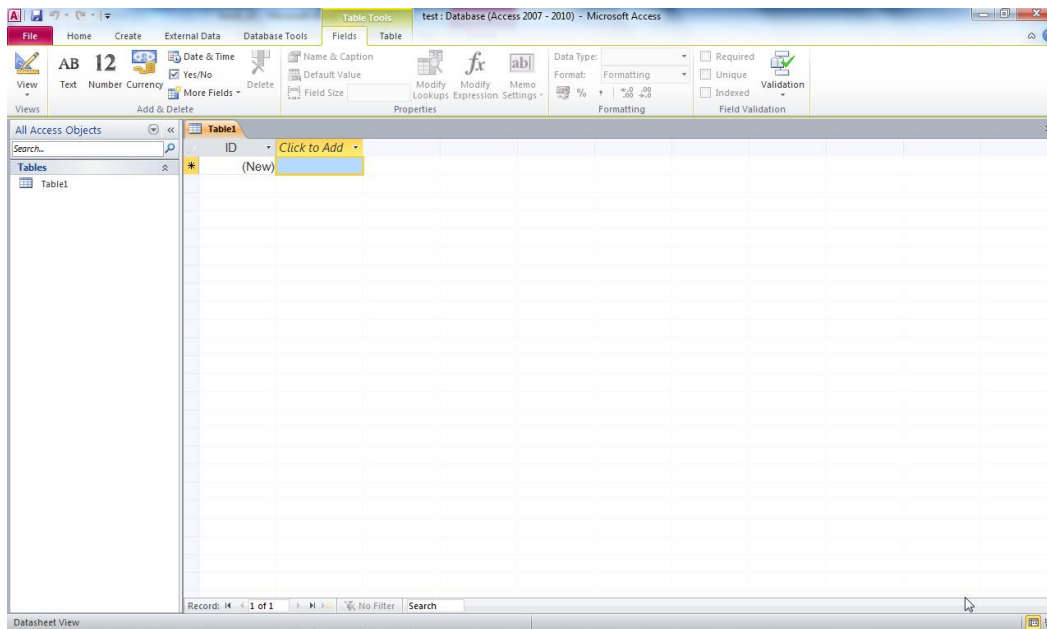 Table Tools
test : Database (Access 2007 - 2010) - Microsoft Access
File Home Create External Data Database Tools Fields Table
View
AB Text
12 Number
Currency
Date & Time
Yes/No
More Fields
Delete
Name & Caption
Default Value
Field Size
Modify Lookups
fx Modify Expression
ab Memo Settings
Data Type:
Format: Formatting
% , .0 .00 .00 .0
Required
Unique
Indexed
Validation
Views Add & Delete Properties Formatting Field Validation
All Access Objects «
Search...
Tables
Table1
Table1
ID Click to Add
* (New)
Record: 1 of 1 No Filter Search
Datasheet View